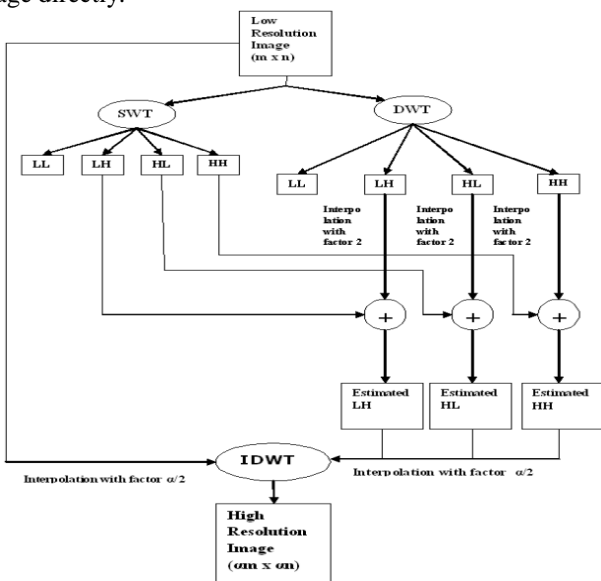 age directly.
Low
Resolution
Image
(m x n)
SWT
DWT
LL
LH
HL
HH
LL
LH
HL
HH
Interpo
lation
with
factor 2
Interpo
lation
with
factor 2
Interpo
lation
with
factor 2
+
+
+
Estimated
LH
Estimated
HL
Estimated
HH
IDWT
Interpolation with factor α/2
Interpolation with factor α/2
High
Resolution
Image
(αm x αn)